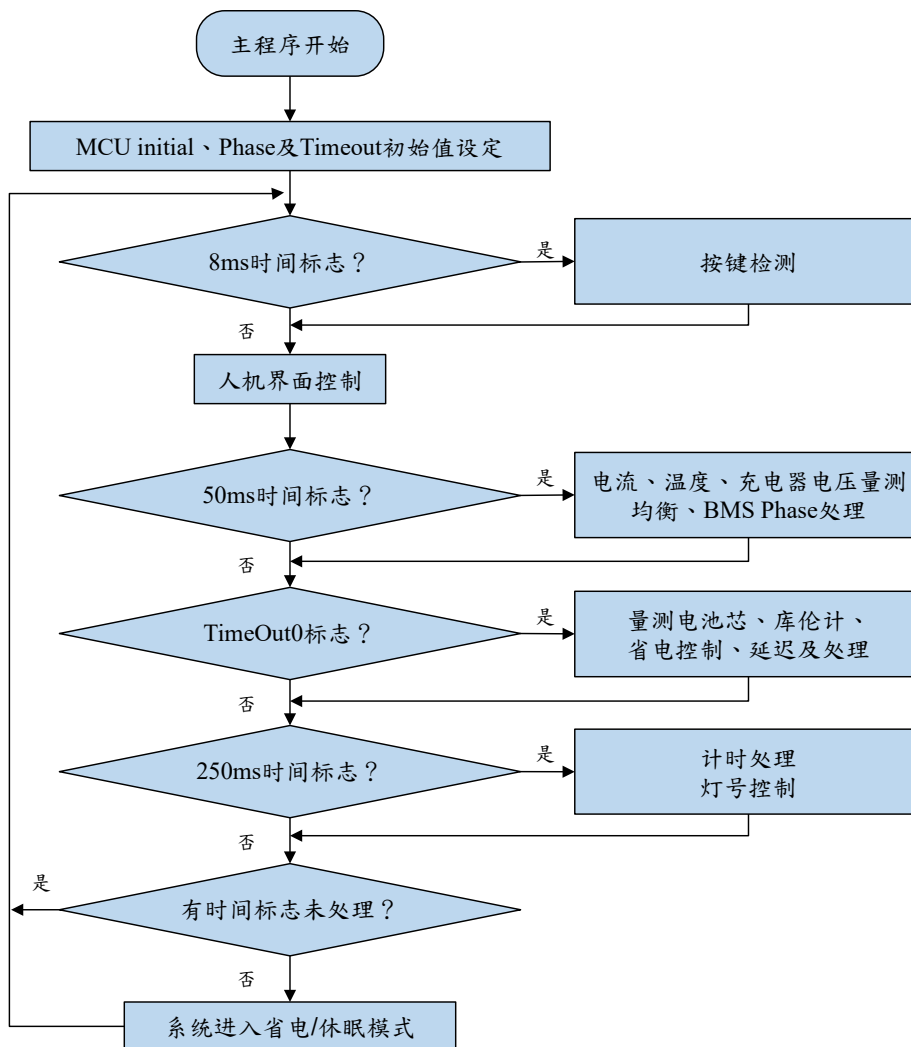 主程序开始
MCU initial、Phase及Timeout初始值设定
8ms时间标志？
是
按键检测
否
人机界面控制
50ms时间标志？
是
电流、温度、充电器电压量测
均衡、BMS Phase处理
否
TimeOut0标志？
是
量测电池芯、库伦计、
省电控制、延迟及处理
否
250ms时间标志？
是
计时处理
灯号控制
否
是
有时间标志未处理？
否
系统进入省电/休眠模式